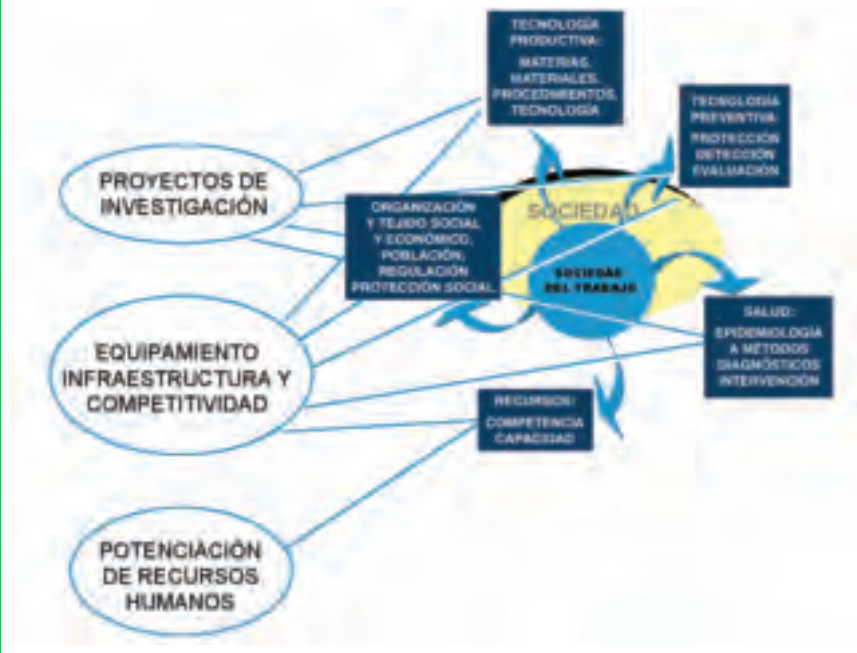 TECNOLOGÍA
PRODUCTIVA:
MATERIAS,
MATERIALES,
PROCEDIMIENTOS,
TECNOLOGÍA
TECNOLOGÍA
PREVENTIVA:
PROTECCIÓN
DETECCIÓN
EVALUACIÓN
PROYECTOS DE
INVESTIGACIÓN
ORGANIZACIÓN
Y TEJIDO SOCIAL
Y ECONÓMICO,
POBLACIÓN,
REGULACIÓN
PROTECCIÓN SOCIAL
SOCIEDAD
SOCIEDAD
DEL TRABAJO
SALUD:
EPIDEMIOLOGÍA
A MÉTODOS
DIAGNÓSTICOS
INTERVENCIÓN
EQUIPAMIENTO
INFRAESTRUCTURA Y
COMPETITIVIDAD
RECURSOS:
COMPETENCIA
CAPACIDAD
POTENCIACIÓN
DE RECURSOS
HUMANOS